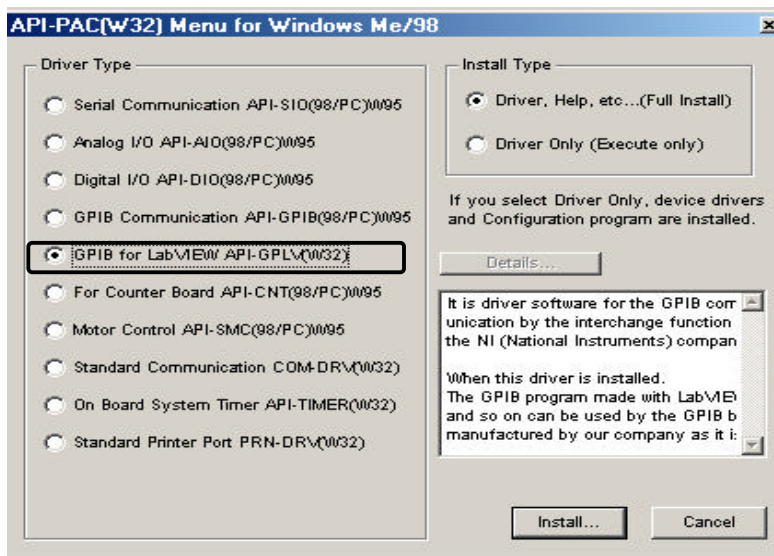 API-PAC(W32) Menu for Windows Me/98
Driver Type
Serial Communication API-SIO(98/PC)W95
Analog I/O API-AIO(98/PC)W95
Digital I/O API-DIO(98/PC)W95
GPIB Communication API-GPIB(98/PC)W95
GPIB for LabVIEW API-GPLV(W32)
For Counter Board API-CNT(98/PC)W95
Motor Control API-SMC(98/PC)W95
Standard Communication COM-DRV(W32)
On Board System Timer API-TIMER(W32)
Standard Printer Port PRN-DRV(W32)
Install Type
Driver, Help, etc...(Full Install)
Driver Only (Execute only)
If you select Driver Only, device drivers
and Configuration program are installed.
Details...
It is driver software for the GPIB com
unication by the interchange function
the NI (National Instruments) compan
When this driver is installed.
The GPIB program made with LabVIEW
and so on can be used by the GPIB b
manufactured by our company as it i
Install...
Cancel